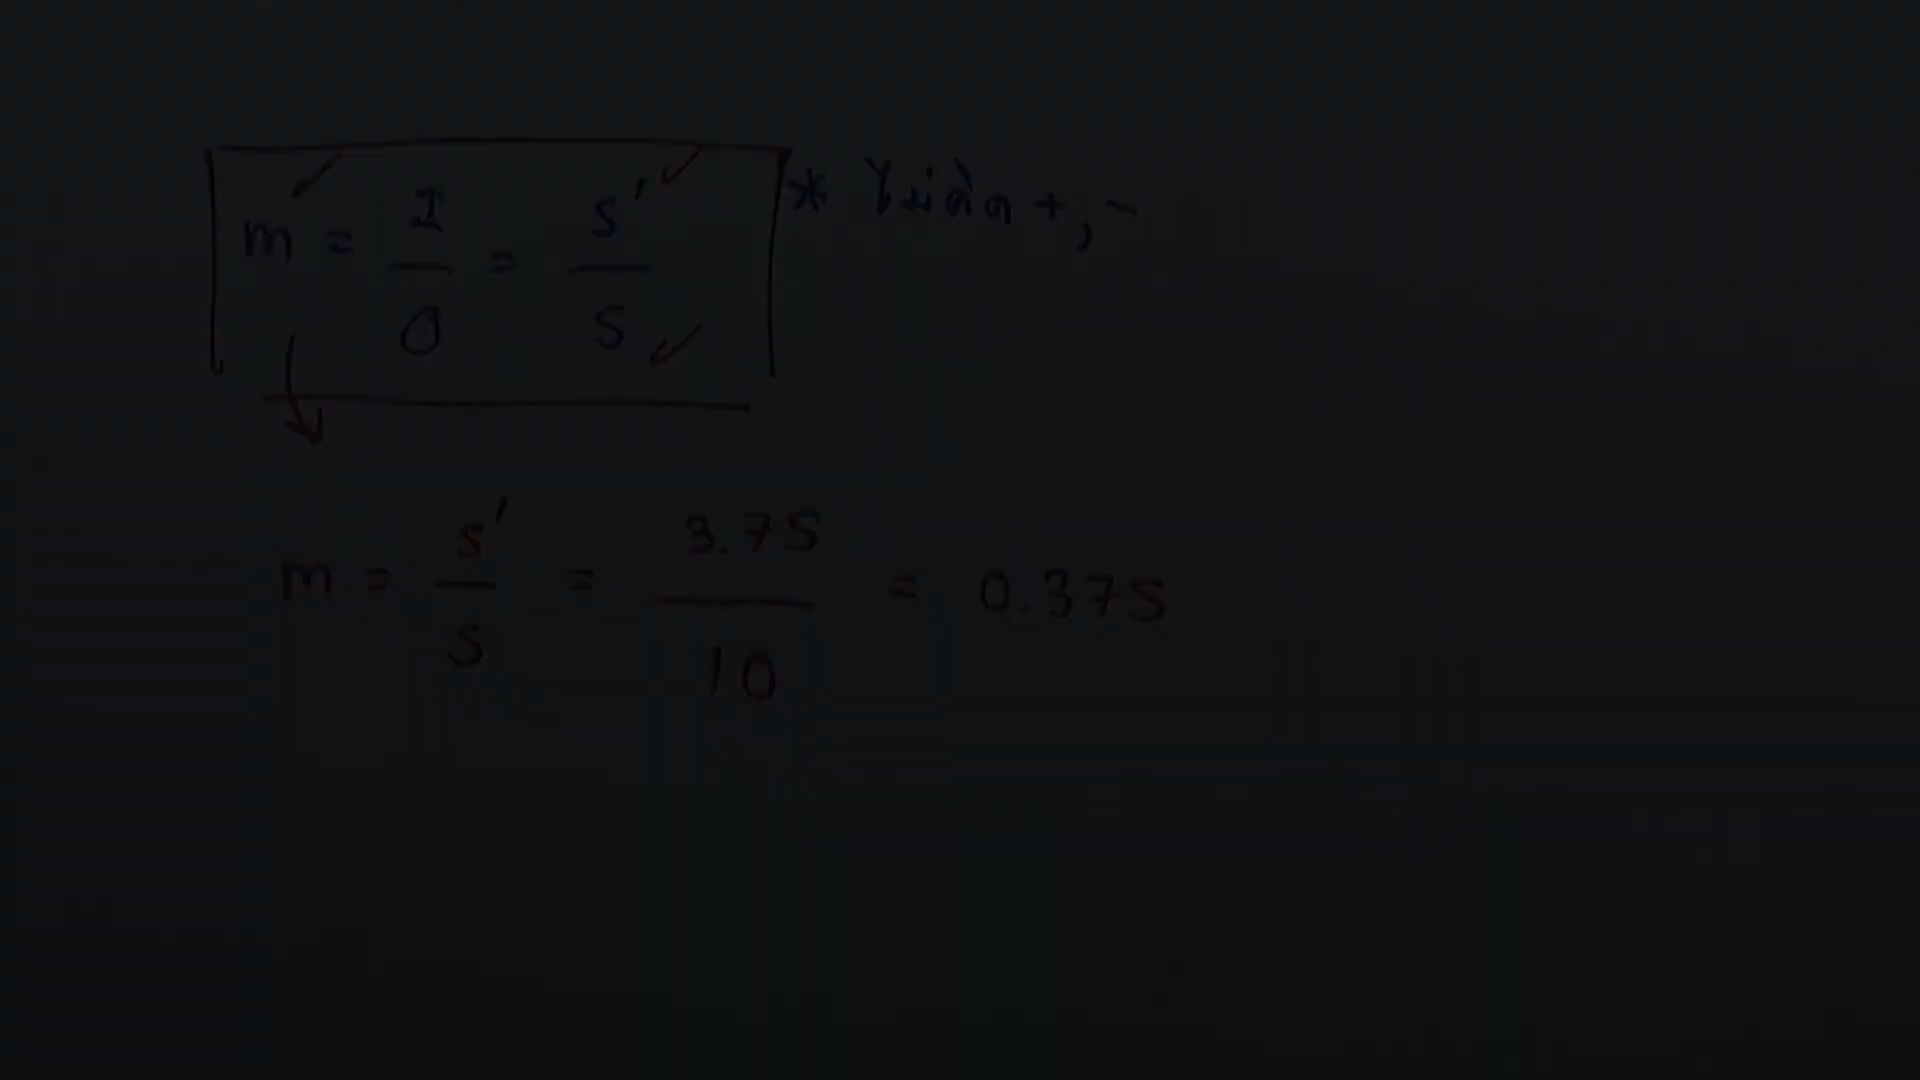 m = I/O = s'/s * ไม่คิด +,-
m = s'/s = 3.75/10 = 0.375